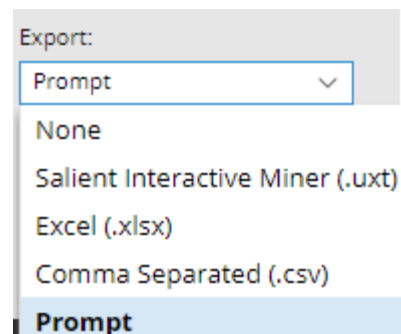 Export:
Prompt
None
Salient Interactive Miner (.uxt)
Excel (.xlsx)
Comma Separated (.csv)
Prompt